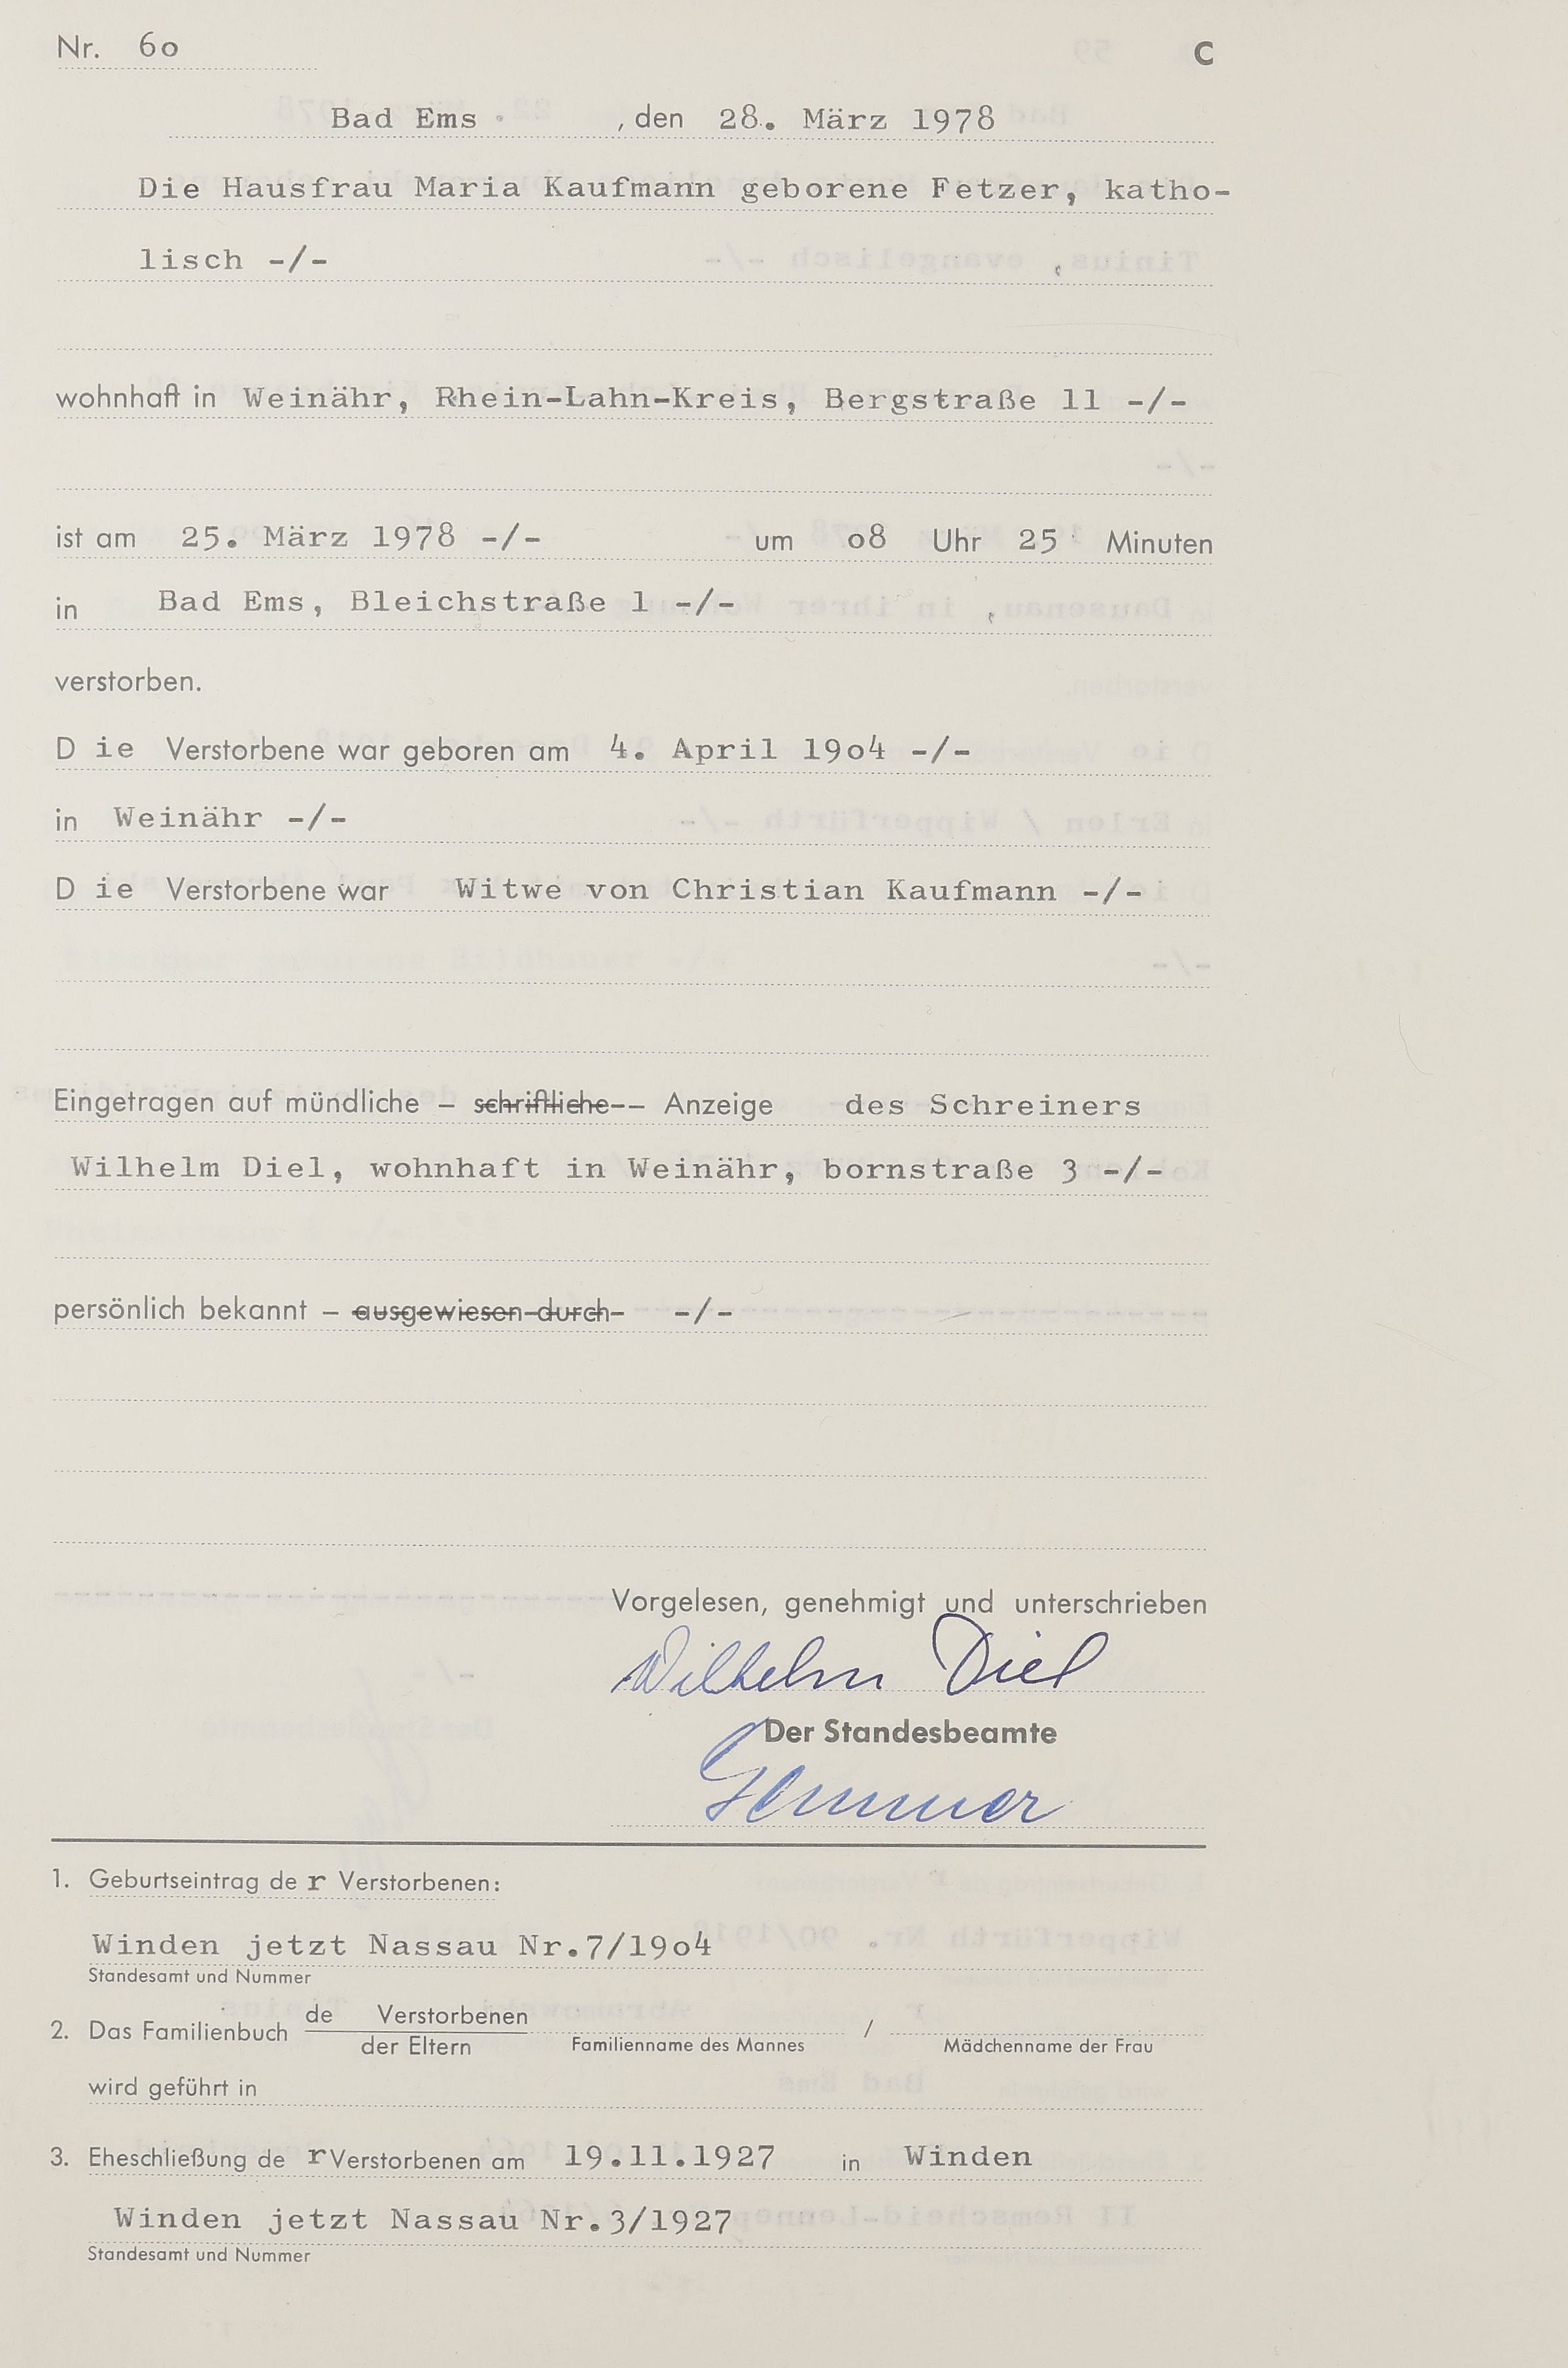 Nr. 6o C
Bad Ems , den 28. März 1978
Die Hausfrau Maria Kaufmann geborene Fetzer, katho-
lisch -/-
wohnhaft in Weinähr, Rhein-Lahn-Kreis, Bergstraße 11 -/-
ist am 25. März 1978 -/- um o8 Uhr 25 Minuten
in Bad Ems, Bleichstraße 1 -/-
verstorben.
D ie Verstorbene war geboren am 4. April 19o4 -/-
in Weinähr -/-
D ie Verstorbene war Witwe von Christian Kaufmann -/-
Eingetragen auf mündliche – schriftliche-– Anzeige des Schreiners
Wilhelm Diel, wohnhaft in Weinähr, bornstraße 3 -/-
persönlich bekannt – ausgewiesen durch- -/-
Vorgelesen, genehmigt und unterschrieben
Wilhelm Diel
Der Standesbeamte
1. Geburtseintrag de r Verstorbenen:
Winden jetzt Nassau Nr.7/19o4
Standesamt und Nummer
de Verstorbenen
2. Das Familienbuch /
der Eltern Familienname des Mannes Mädchenname der Frau
wird geführt in
3. Eheschließung de r Verstorbenen am 19.11.1927 in Winden
Winden jetzt Nassau Nr.3/1927
Standesamt und Nummer